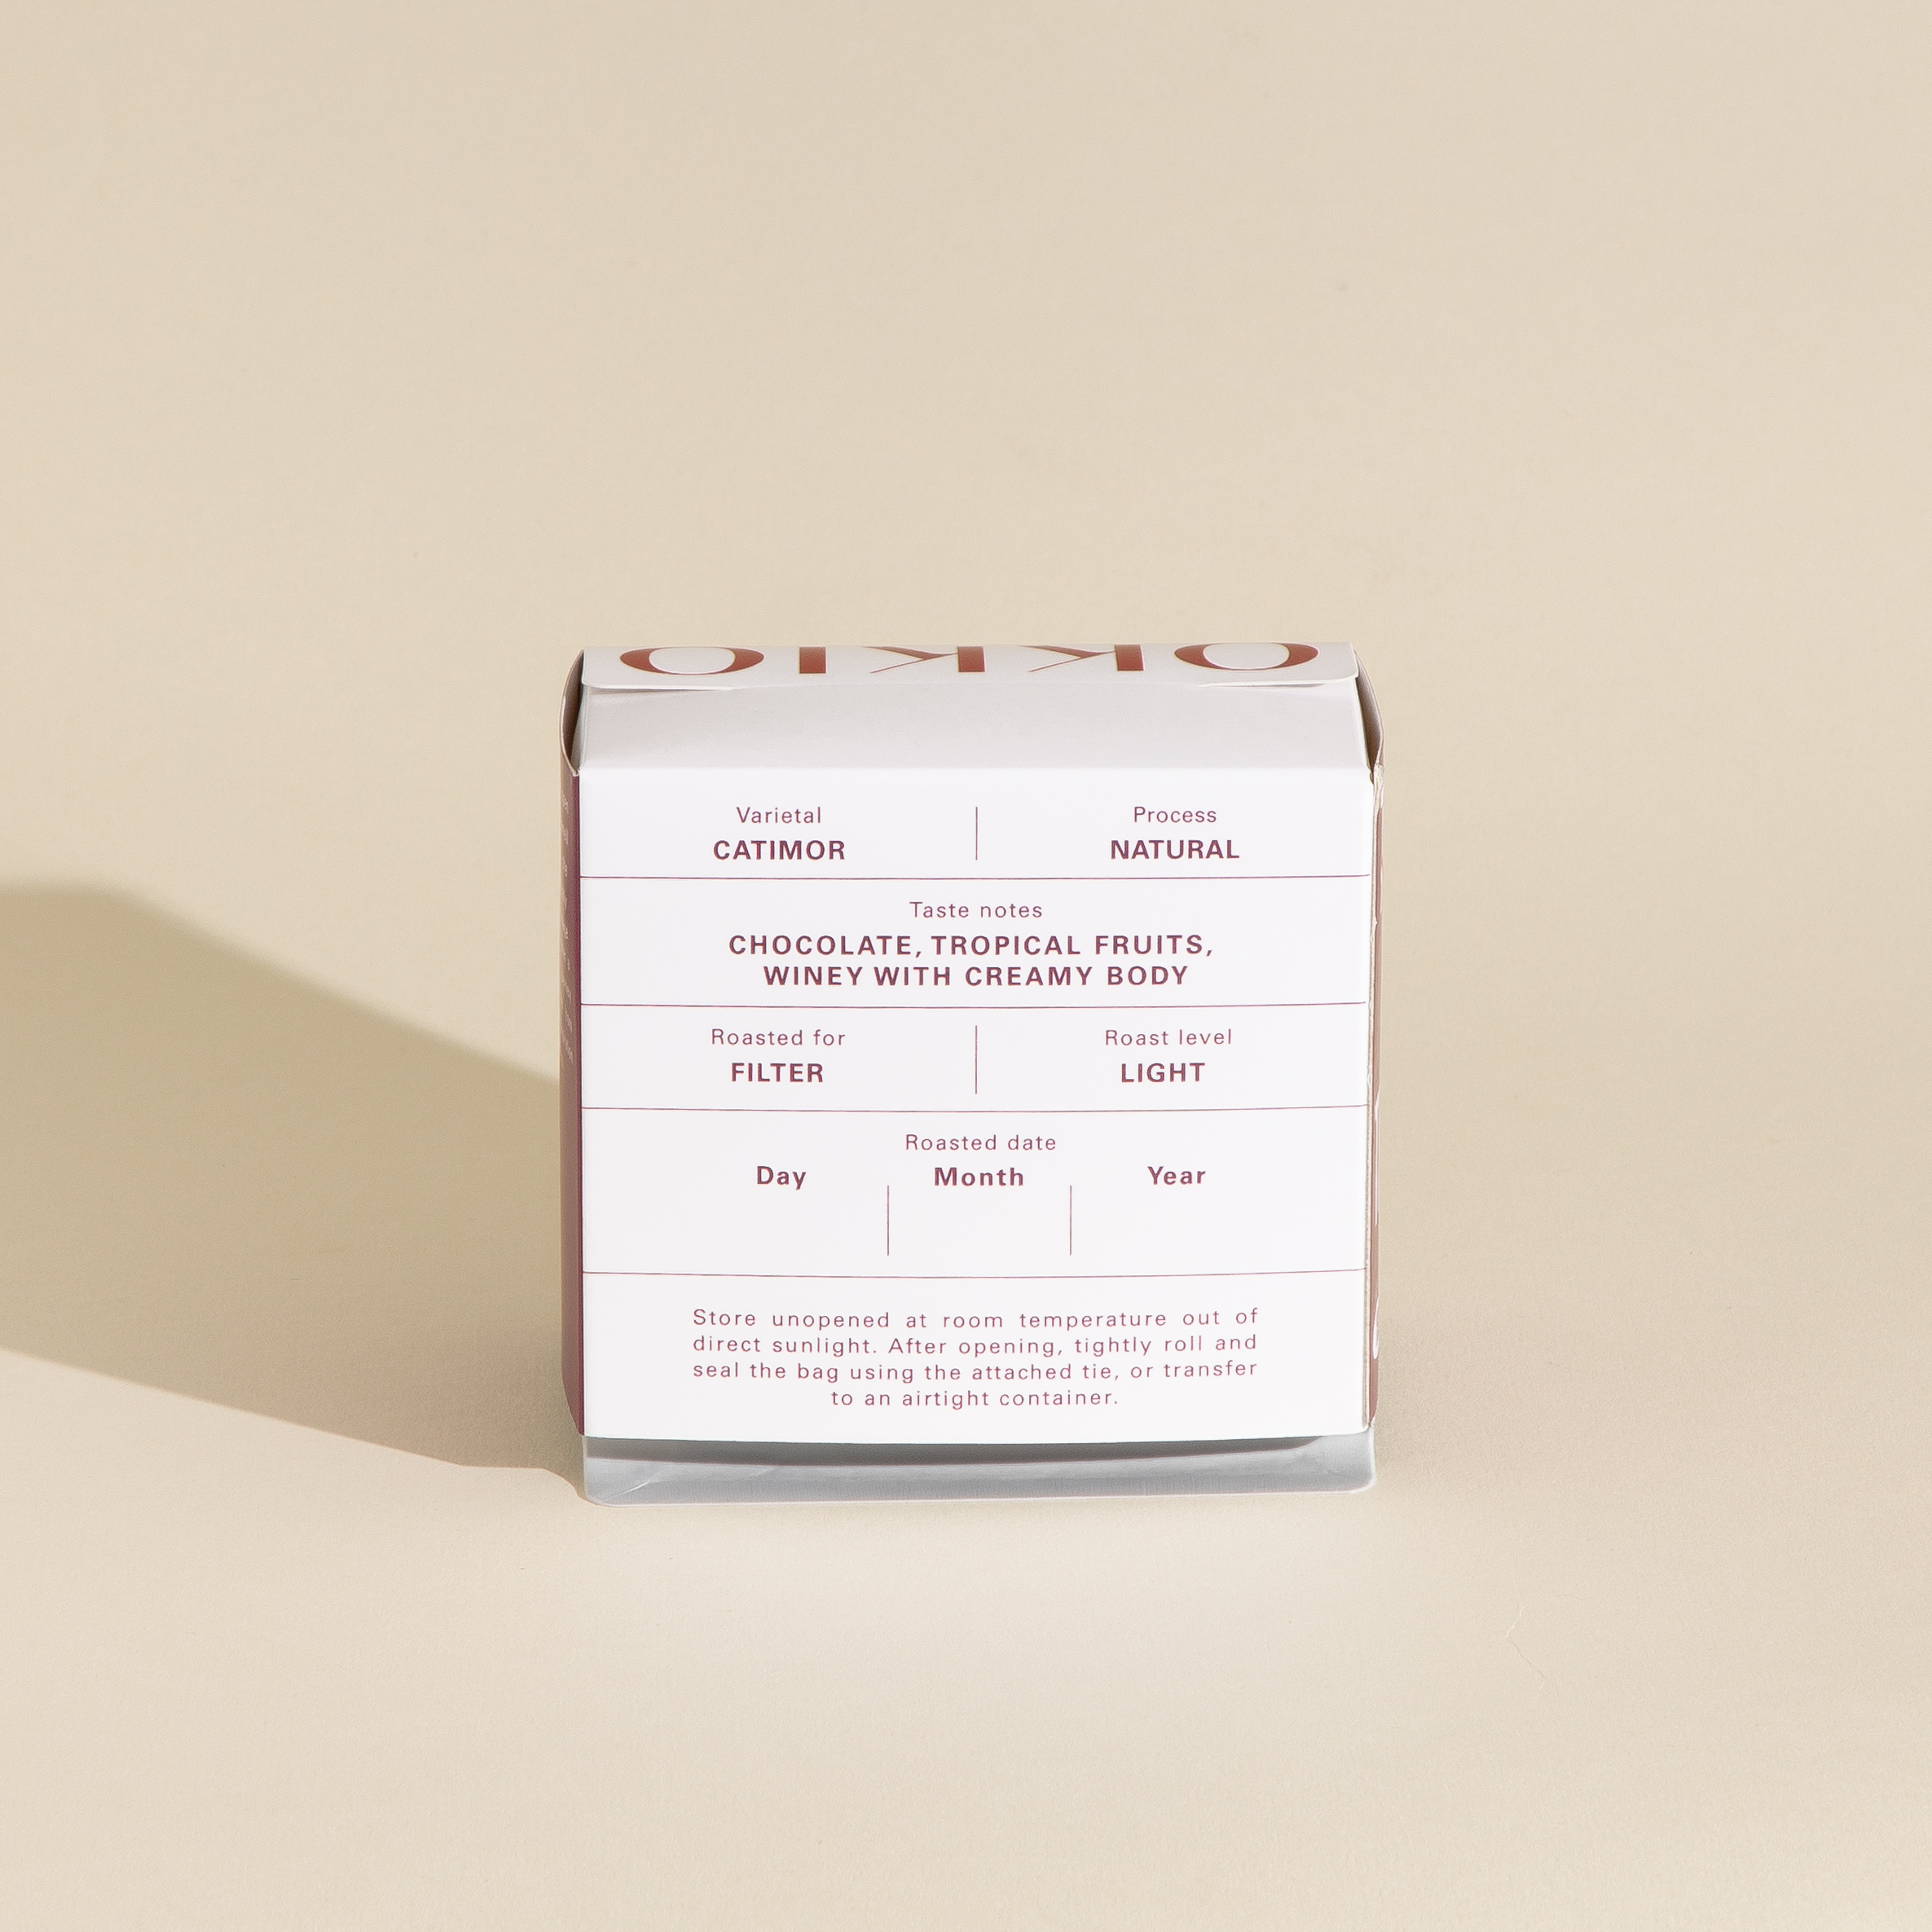 OKKIO
Varietal
CATIMOR
Process
NATURAL
Taste notes
CHOCOLATE, TROPICAL FRUITS,
WINEY WITH CREAMY BODY
Roasted for
FILTER
Roast level
LIGHT
Roasted date
Day Month Year
Store unopened at room temperature out of
direct sunlight. After opening, tightly roll and
seal the bag using the attached tie, or transfer
to an airtight container.